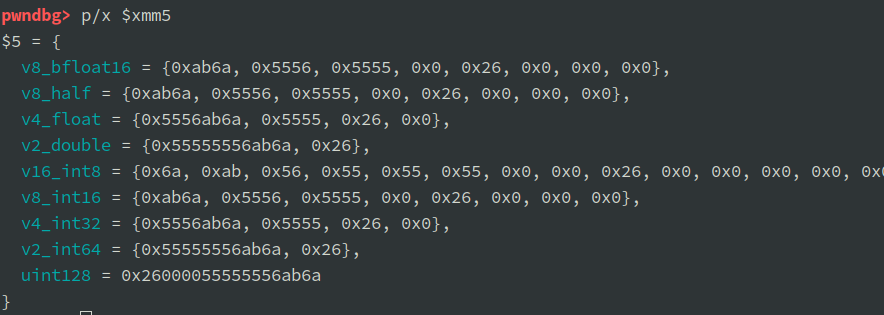 pwndbg> p/x $xmm5
$5 = {
  v8_bfloat16 = {0xab6a, 0x5556, 0x5555, 0x0, 0x26, 0x0, 0x0, 0x0},
  v8_half = {0xab6a, 0x5556, 0x5555, 0x0, 0x26, 0x0, 0x0, 0x0},
  v4_float = {0x5556ab6a, 0x5555, 0x26, 0x0},
  v2_double = {0x55555556ab6a, 0x26},
  v16_int8 = {0x6a, 0xab, 0x56, 0x55, 0x55, 0x55, 0x0, 0x0, 0x26, 0x0, 0x0, 0x0, 0x0, 0x0
  v8_int16 = {0xab6a, 0x5556, 0x5555, 0x0, 0x26, 0x0, 0x0, 0x0},
  v4_int32 = {0x5556ab6a, 0x5555, 0x26, 0x0},
  v2_int64 = {0x55555556ab6a, 0x26},
  uint128 = 0x26000055555556ab6a
}